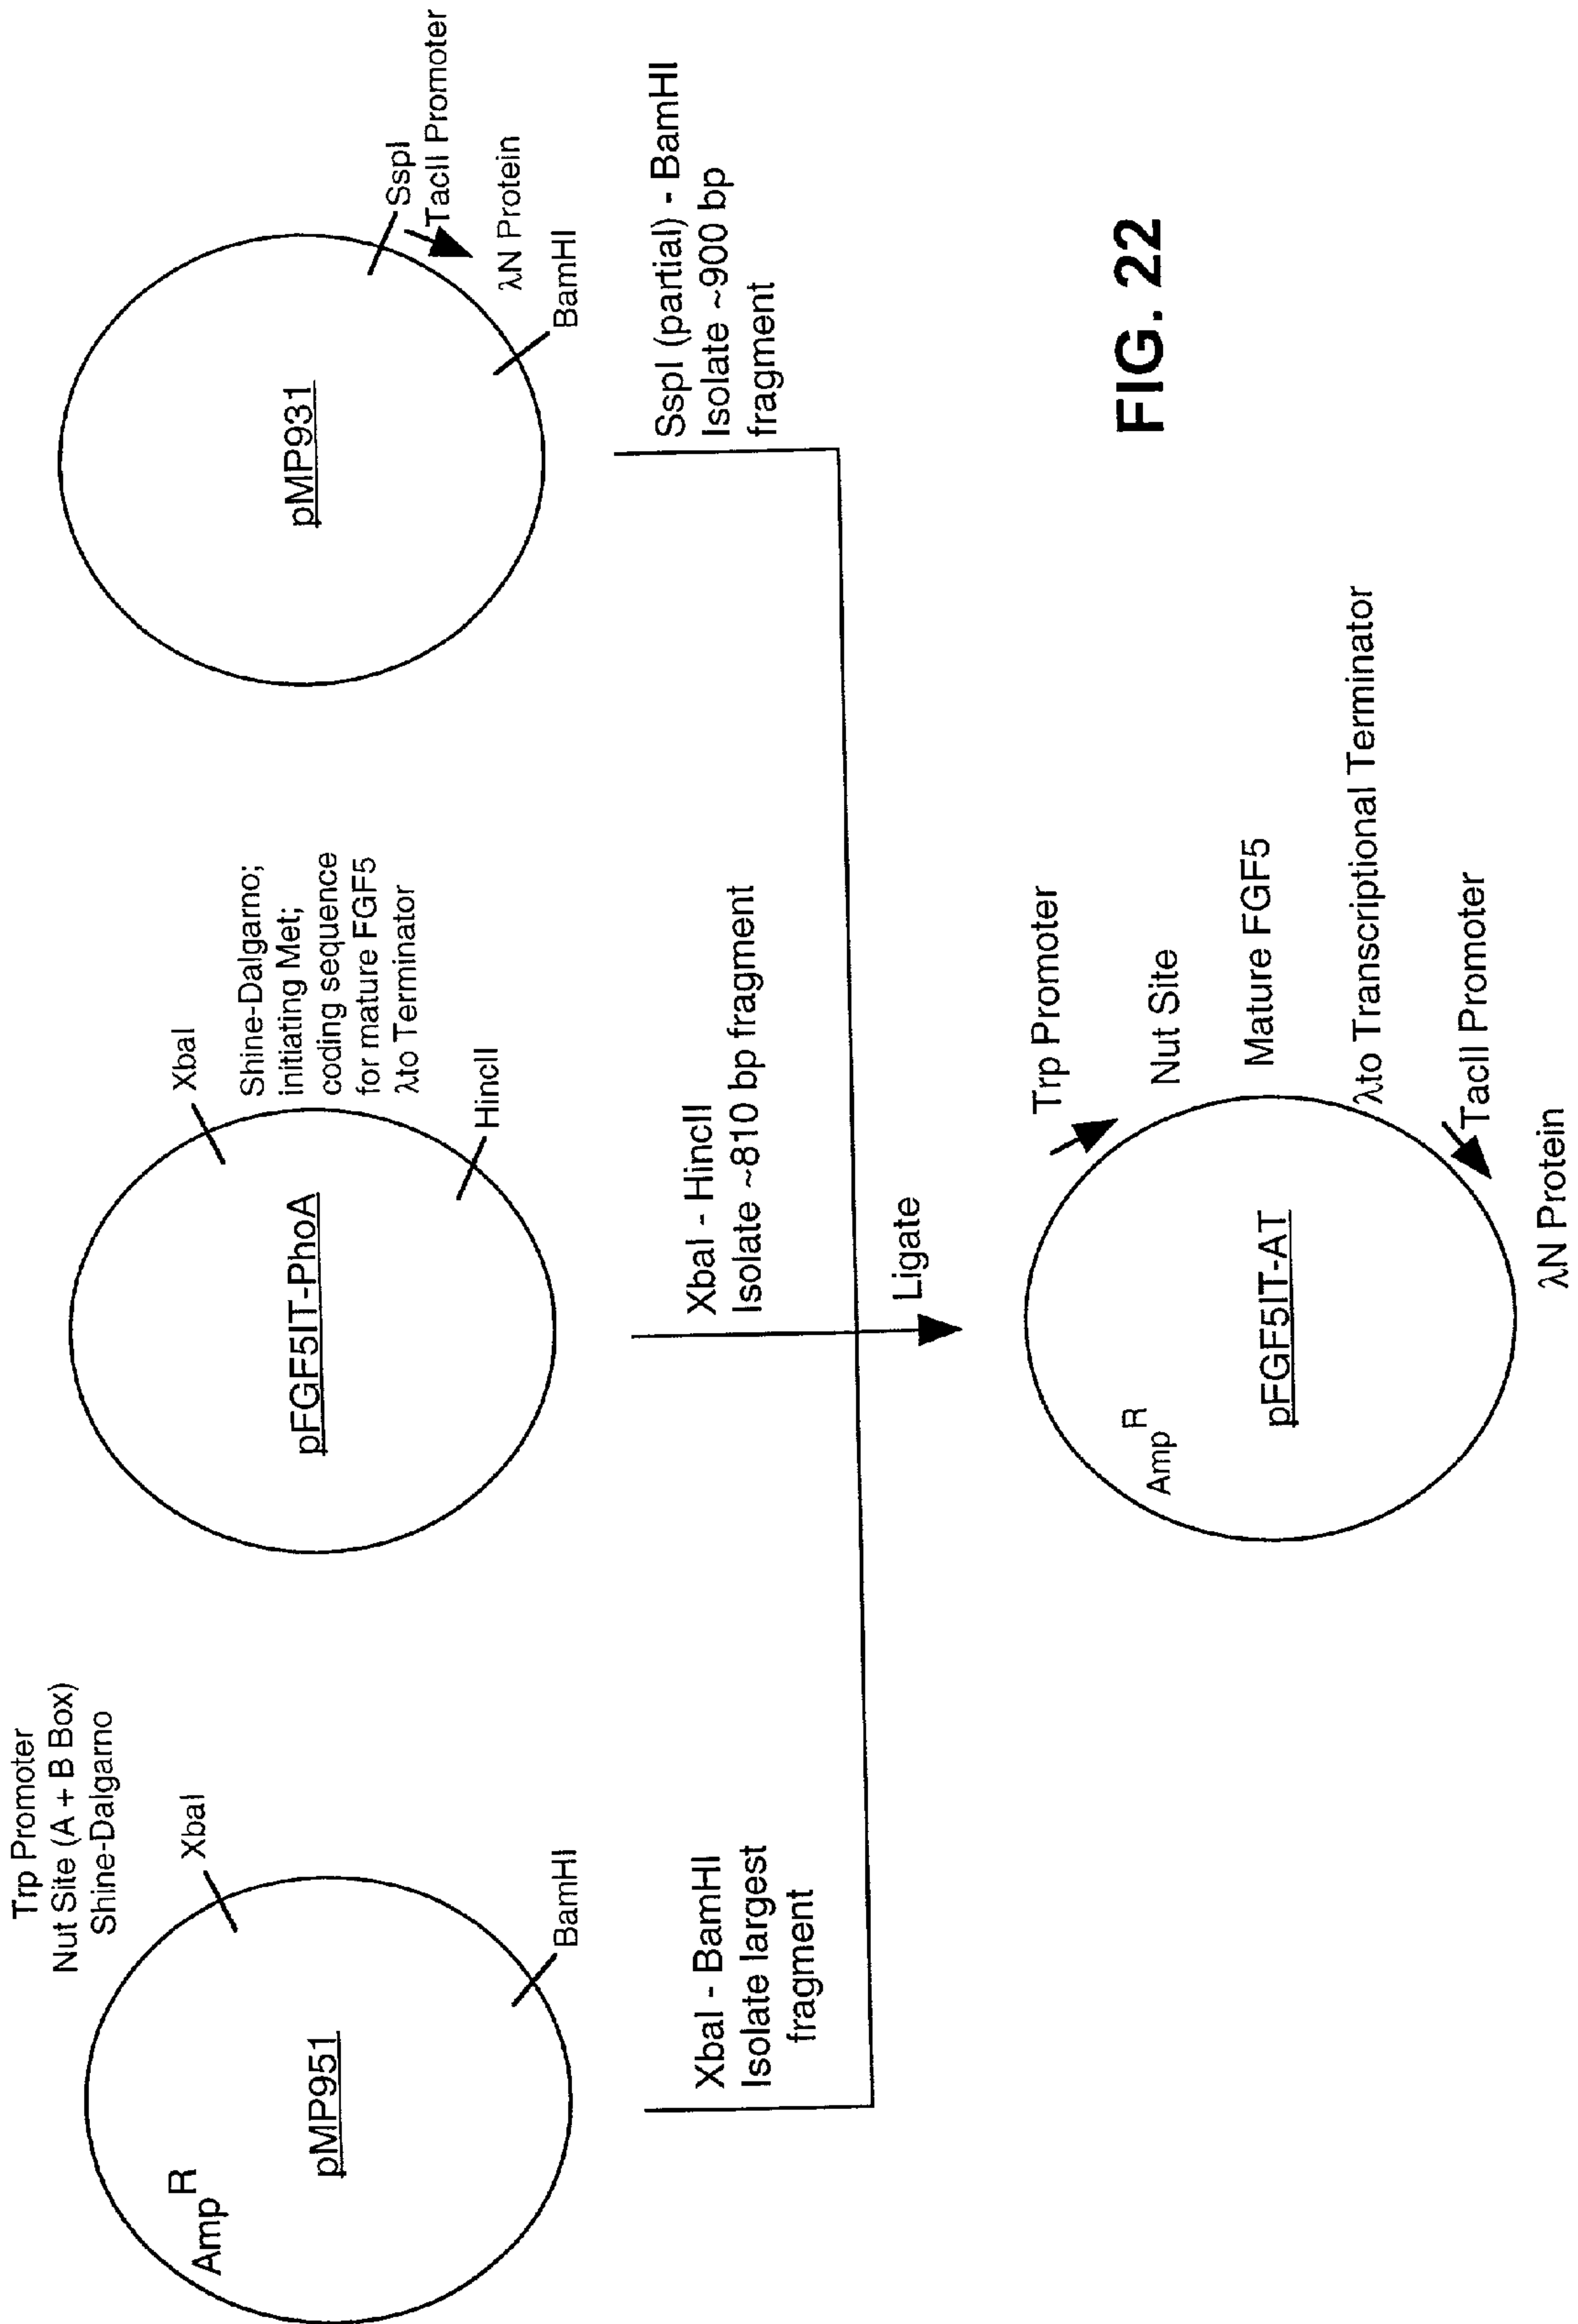 Trp Promoter
Nut Site (A + B Box)
Shine-Dalgarno
XbaI
Amp R
pMP951
BamHI
XbaI - BamHI
Isolate largest
fragment
XbaI
Shine-Dalgarno;
initiating Met;
coding sequence
for mature FGF5
λto Terminator
pFGF5IT-PhoA
HincII
XbaI - HincII
Isolate ~810 bp fragment
pMP931
SspI
TacII Promoter
λN Protein
BamHI
SspI (partial) - BamHI
Isolate ~900 bp
fragment
Ligate
Trp Promoter
Nut Site
Mature FGF5
λto Transcriptional Terminator
TacII Promoter
λN Protein
Amp R
pFGF5IT-AT
FIG. 22